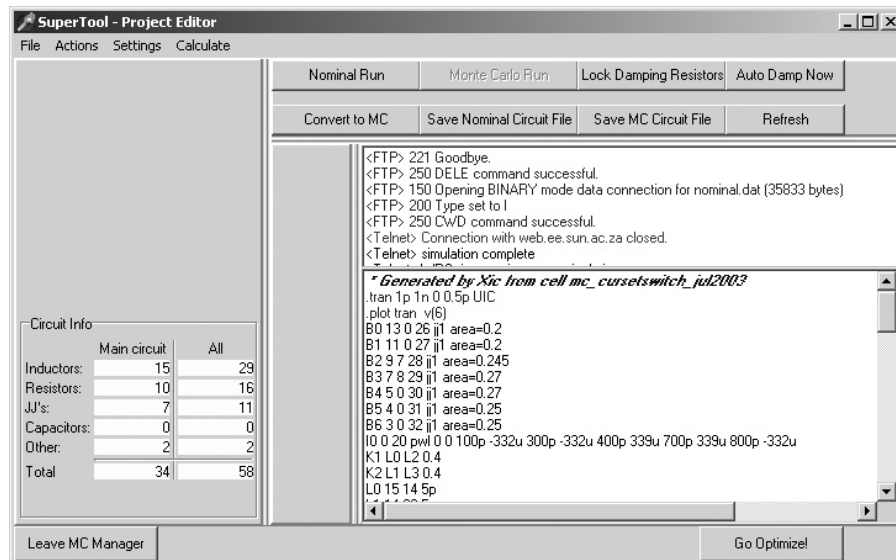 SuperTool - Project Editor
File Actions Settings Calculate
Nominal Run Monte Carlo Run Lock Damping Resistors Auto Damp Now
Convert to MC Save Nominal Circuit File Save MC Circuit File Refresh
<FTP> 221 Goodbye.
<FTP> 250 DELE command successful.
<FTP> 150 Opening BINARY mode data connection for nominal.dat (35833 bytes)
<FTP> 200 Type set to I
<FTP> 250 CWD command successful.
<Telnet> Connection with web.ee.sun.ac.za closed.
<Telnet> simulation complete
* Generated by Xic from cell mc_cursetswitch_jul2003
.tran 1p 1n 0 0.5p UIC
.plot tran v(6)
B0 13 0 26 jj1 area=0.2
B1 11 0 27 jj1 area=0.2
B2 9 7 28 jj1 area=0.245
B3 7 8 29 jj1 area=0.27
B4 5 0 30 jj1 area=0.27
B5 4 0 31 jj1 area=0.25
B6 3 0 32 jj1 area=0.25
I0 0 20 pwl 0 0 100p -332u 300p -332u 400p 339u 700p 339u 800p -332u
K1 L0 L2 0.4
K2 L1 L3 0.4
L0 15 14 5p
Circuit Info
Main circuit All
Inductors: 15 29
Resistors: 10 16
JJ's: 7 11
Capacitors: 0 0
Other: 2 2
Total 34 58
Leave MC Manager Go Optimize!